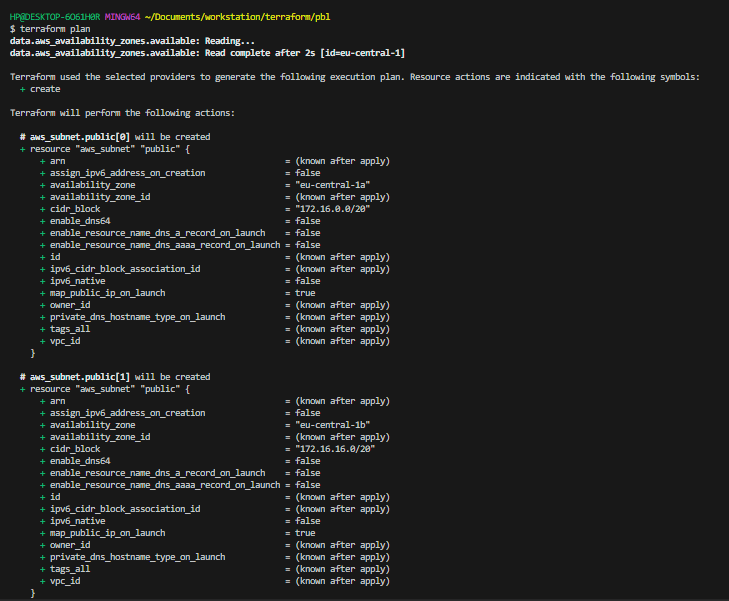 HP@DESKTOP-6O61H0R MINGW64 ~/Documents/workstation/terraform/pbl
$ terraform plan
data.aws_availability_zones.available: Reading...
data.aws_availability_zones.available: Read complete after 2s [id=eu-central-1]
Terraform used the selected providers to generate the following execution plan. Resource actions are indicated with the following symbols:
+ create
Terraform will perform the following actions:
# aws_subnet.public[0] will be created
+ resource "aws_subnet" "public" {
+ arn = (known after apply)
+ assign_ipv6_address_on_creation = false
+ availability_zone = "eu-central-1a"
+ availability_zone_id = (known after apply)
+ cidr_block = "172.16.0.0/20"
+ enable_dns64 = false
+ enable_resource_name_dns_a_record_on_launch = false
+ enable_resource_name_dns_aaaa_record_on_launch = false
+ id = (known after apply)
+ ipv6_cidr_block_association_id = (known after apply)
+ ipv6_native = false
+ map_public_ip_on_launch = true
+ owner_id = (known after apply)
+ private_dns_hostname_type_on_launch = (known after apply)
+ tags_all = (known after apply)
+ vpc_id = (known after apply)
}
# aws_subnet.public[1] will be created
+ resource "aws_subnet" "public" {
+ arn = (known after apply)
+ assign_ipv6_address_on_creation = false
+ availability_zone = "eu-central-1b"
+ availability_zone_id = (known after apply)
+ cidr_block = "172.16.16.0/20"
+ enable_dns64 = false
+ enable_resource_name_dns_a_record_on_launch = false
+ enable_resource_name_dns_aaaa_record_on_launch = false
+ id = (known after apply)
+ ipv6_cidr_block_association_id = (known after apply)
+ ipv6_native = false
+ map_public_ip_on_launch = true
+ owner_id = (known after apply)
+ private_dns_hostname_type_on_launch = (known after apply)
+ tags_all = (known after apply)
+ vpc_id = (known after apply)
}